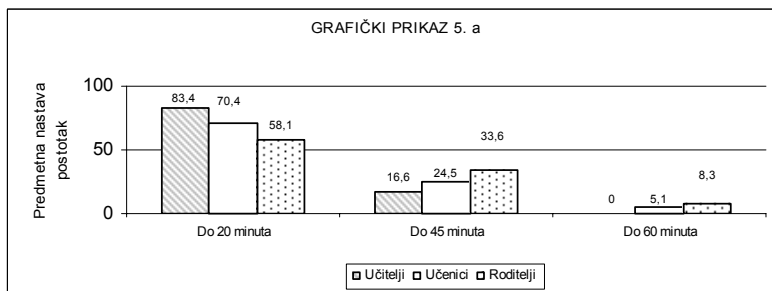 GRAFIČKI PRIKAZ 5. a
Predmetna nastava
postotak
100
50
0
83,4
70,4
58,1
16,6
24,5
33,6
0
5,1
8,3
Do 20 minuta
Do 45 minuta
Do 60 minuta
Učitelji
Učenici
Roditelji